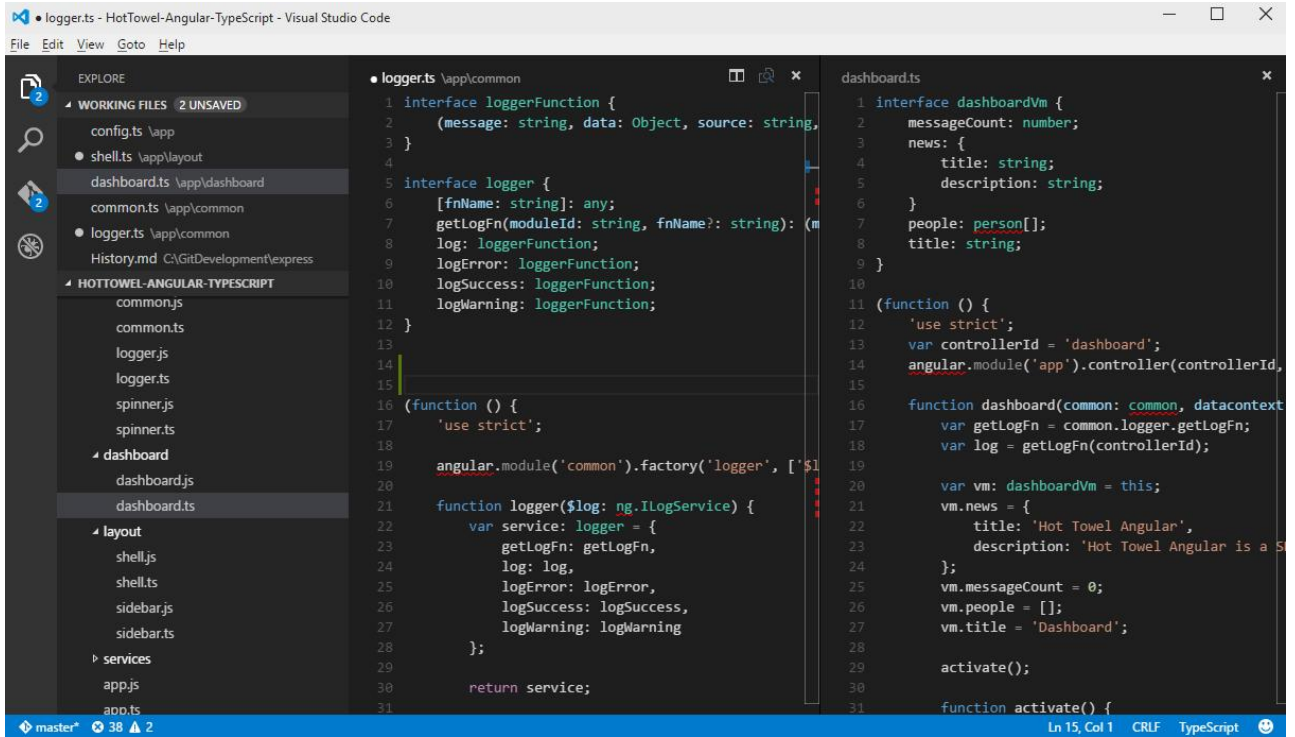 ● logger.ts - HotTowel-Angular-TypeScript - Visual Studio Code
File Edit View Goto Help
EXPLORE
WORKING FILES 2 UNSAVED
config.ts \app
● shell.ts \app\layout
dashboard.ts \app\dashboard
common.ts \app\common
● logger.ts \app\common
History.md C:\GitDevelopment\express
HOTTOWEL-ANGULAR-TYPESCRIPT
common.js
common.ts
logger.js
logger.ts
spinner.js
spinner.ts
dashboard
dashboard.js
dashboard.ts
layout
shell.js
shell.ts
sidebar.js
sidebar.ts
services
app.js
app.ts
2
2
● logger.ts \app\common
1 interface loggerFunction {
2     (message: string, data: Object, source: string,
3 }
4
5 interface logger {
6     [fnName: string]: any;
7     getLogFn(moduleId: string, fnName?: string): (m
8     log: loggerFunction;
9     logError: loggerFunction;
10     logSuccess: loggerFunction;
11     logWarning: loggerFunction;
12 }
13
14
15
16 (function () {
17     'use strict';
18
19     angular.module('common').factory('logger', ['$l
20
21     function logger($log: ng.ILogService) {
22         var service: logger = {
23             getLogFn: getLogFn,
24             log: log,
25             logError: logError,
26             logSuccess: logSuccess,
27             logWarning: logWarning
28         };
29
30         return service;
31
dashboard.ts
1 interface dashboardVm {
2     messageCount: number;
3     news: {
4         title: string;
5         description: string;
6     }
7     people: person[];
8     title: string;
9 }
10
11 (function () {
12     'use strict';
13     var controllerId = 'dashboard';
14     angular.module('app').controller(controllerId,
15
16     function dashboard(common: common, datacontext
17         var getLogFn = common.logger.getLogFn;
18         var log = getLogFn(controllerId);
19
20         var vm: dashboardVm = this;
21         vm.news = {
22             title: 'Hot Towel Angular',
23             description: 'Hot Towel Angular is a S
24         };
25         vm.messageCount = 0;
26         vm.people = [];
27         vm.title = 'Dashboard';
28
29         activate();
30
31         function activate() {
master* 38 2
Ln 15, Col 1 CRLF TypeScript